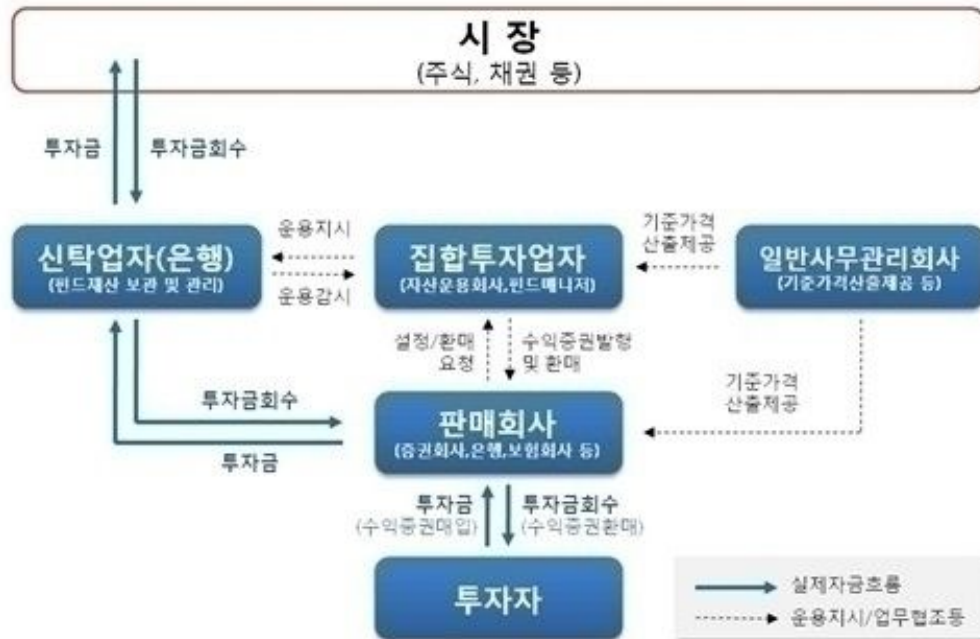 시 장
(주식, 채권 등)
투자금
투자금회수
신탁업자(은행)
(펀드재산 보관 및 관리)
운용지시
운용감시
집합투자업자
(자산운용회사,펀드매니저)
기준가격
산출제공
일반사무관리회사
(기준가격산출제공 등)
설정/환매
요청
수익증권발행
및 환매
기준가격
산출제공
투자금회수
투자금
판매회사
(증권회사,은행,보험회사 등)
투자금
(수익증권매입)
투자금회수
(수익증권환매)
투자자
실제자금흐름
운용지시/업무협조등